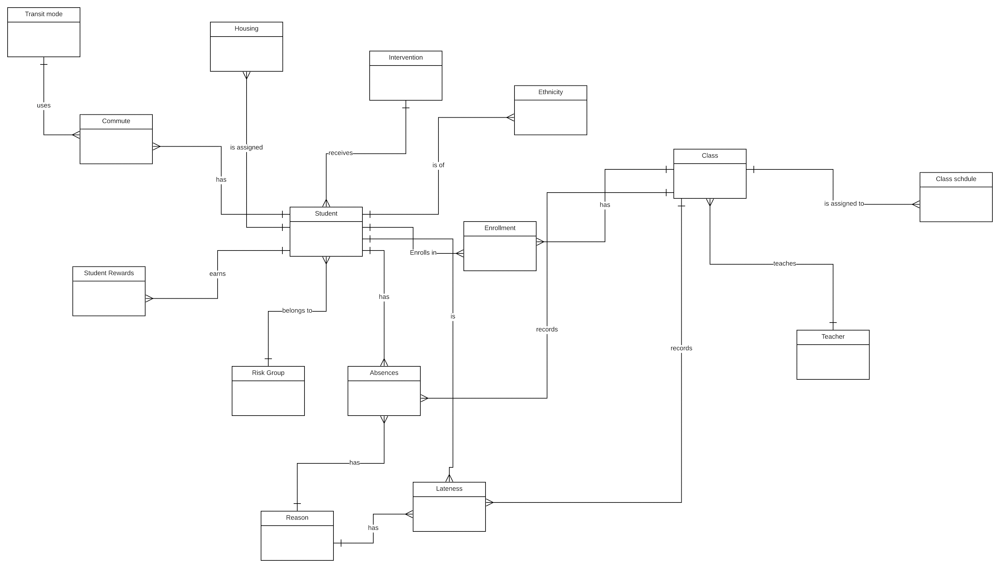 Transit mode
Housing
Intervention
Ethnicity
uses
Commute
is assigned
receives
is of
Class
Class schdule
has
is assigned to
has
Student
Enrollment
Enrolls in
teaches
Student Rewards
earns
has
belongs to
is
records
Teacher
records
Risk Group
Absences
has
Lateness
Reason
has